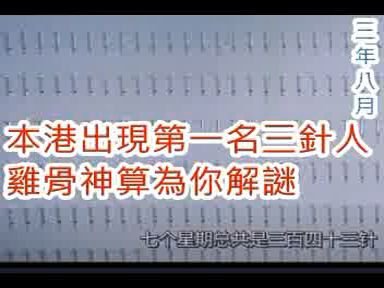 三年八月
本港出現第一名三針人
雞骨神算為你解謎
七个星期总共是三百四十三针